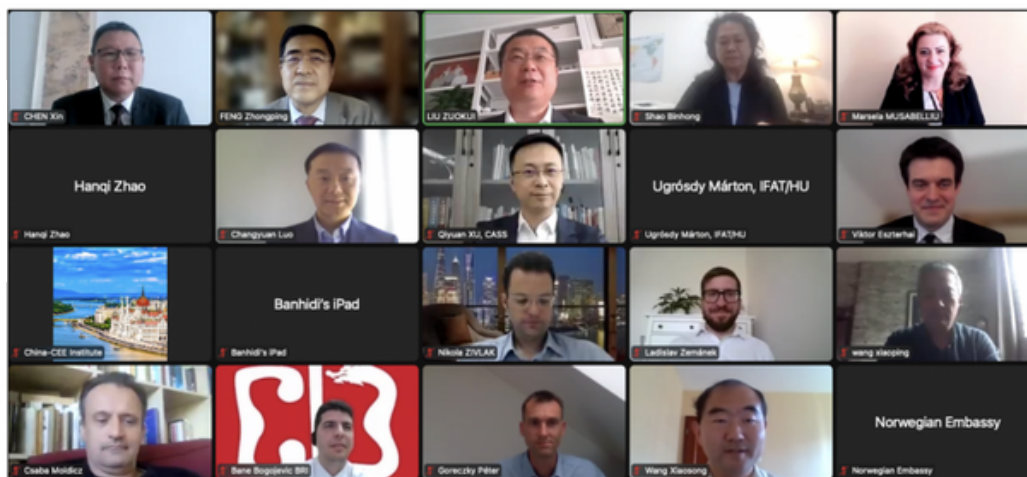 CHEN Xin
FENG Zhongping
LIU ZUOKUI
Shao Binhong
Marsela MUSABELLIU
Hanqi Zhao
Hanqi Zhao
Changyuan Luo
Qiyuan XU, CASS
Ugrósdy Márton, IFAT/HU
Ugrósdy Márton, IFAT/HU
Viktor Eszterhai
China-CEE Institute
Banhidi's iPad
Banhidi's iPad
Nikola ZIVLAK
Ladislav Zemánek
wang xiaoping
Csaba Moldicz
Bane Bogojevic BRI
Goreczky Péter
Wang Xiaosong
Norwegian Embassy
Norwegian Embassy